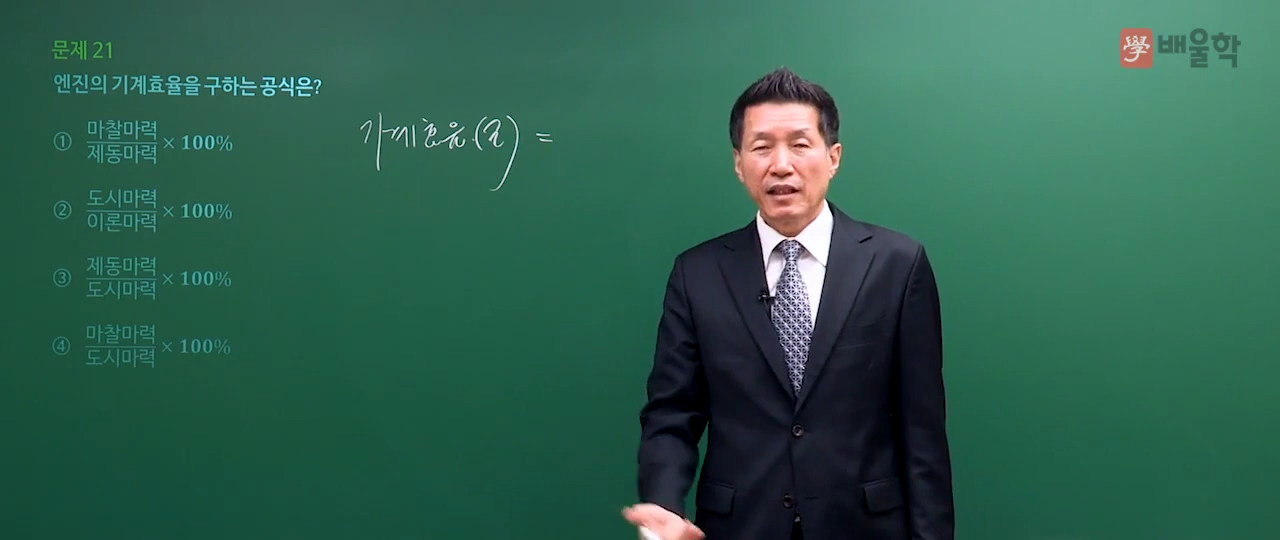 문제 21
엔진의 기계효율을 구하는 공식은?
① 마찰마력/제동마력 × 100%
② 도시마력/이론마력 × 100%
③ 제동마력/도시마력 × 100%
④ 마찰마력/도시마력 × 100%
기계효율(η) =
學 배울학